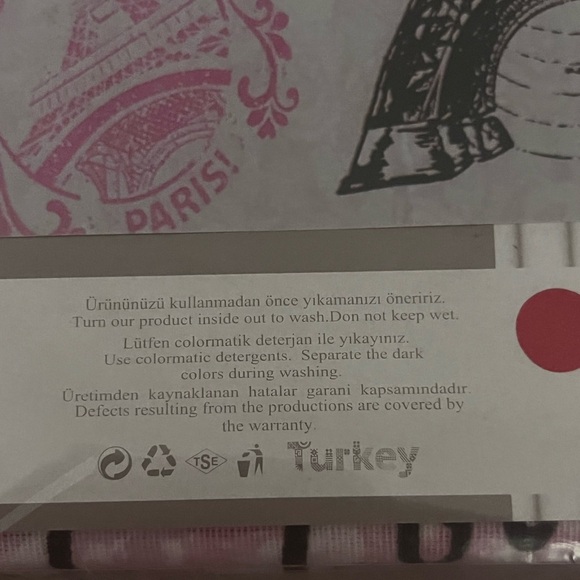 PARIS!
Ürününüzü kullanmadan önce yıkamanızı öneririz.
Turn our product inside out to wash.Don not keep wet.
Lütfen colormatik deterjan ile yıkayınız.
Use colormatic detergents. Separate the dark
colors during washing.
Üretimden kaynaklanan hatalar garani kapsamındadır.
Defects resulting from the productions are covered by
the warranty.
TSE Turkey